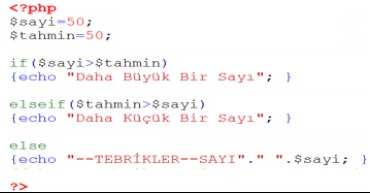 <?php
$sayi=50;
$tahmin=50;
if($sayi>$tahmin)
{echo "Daha Büyük Bir Sayı"; }
elseif($tahmin>$sayi)
{echo "Daha Küçük Bir Sayı"; }
else
{echo "--TEBRİKLER--SAYI"." ".$sayi; }
?>